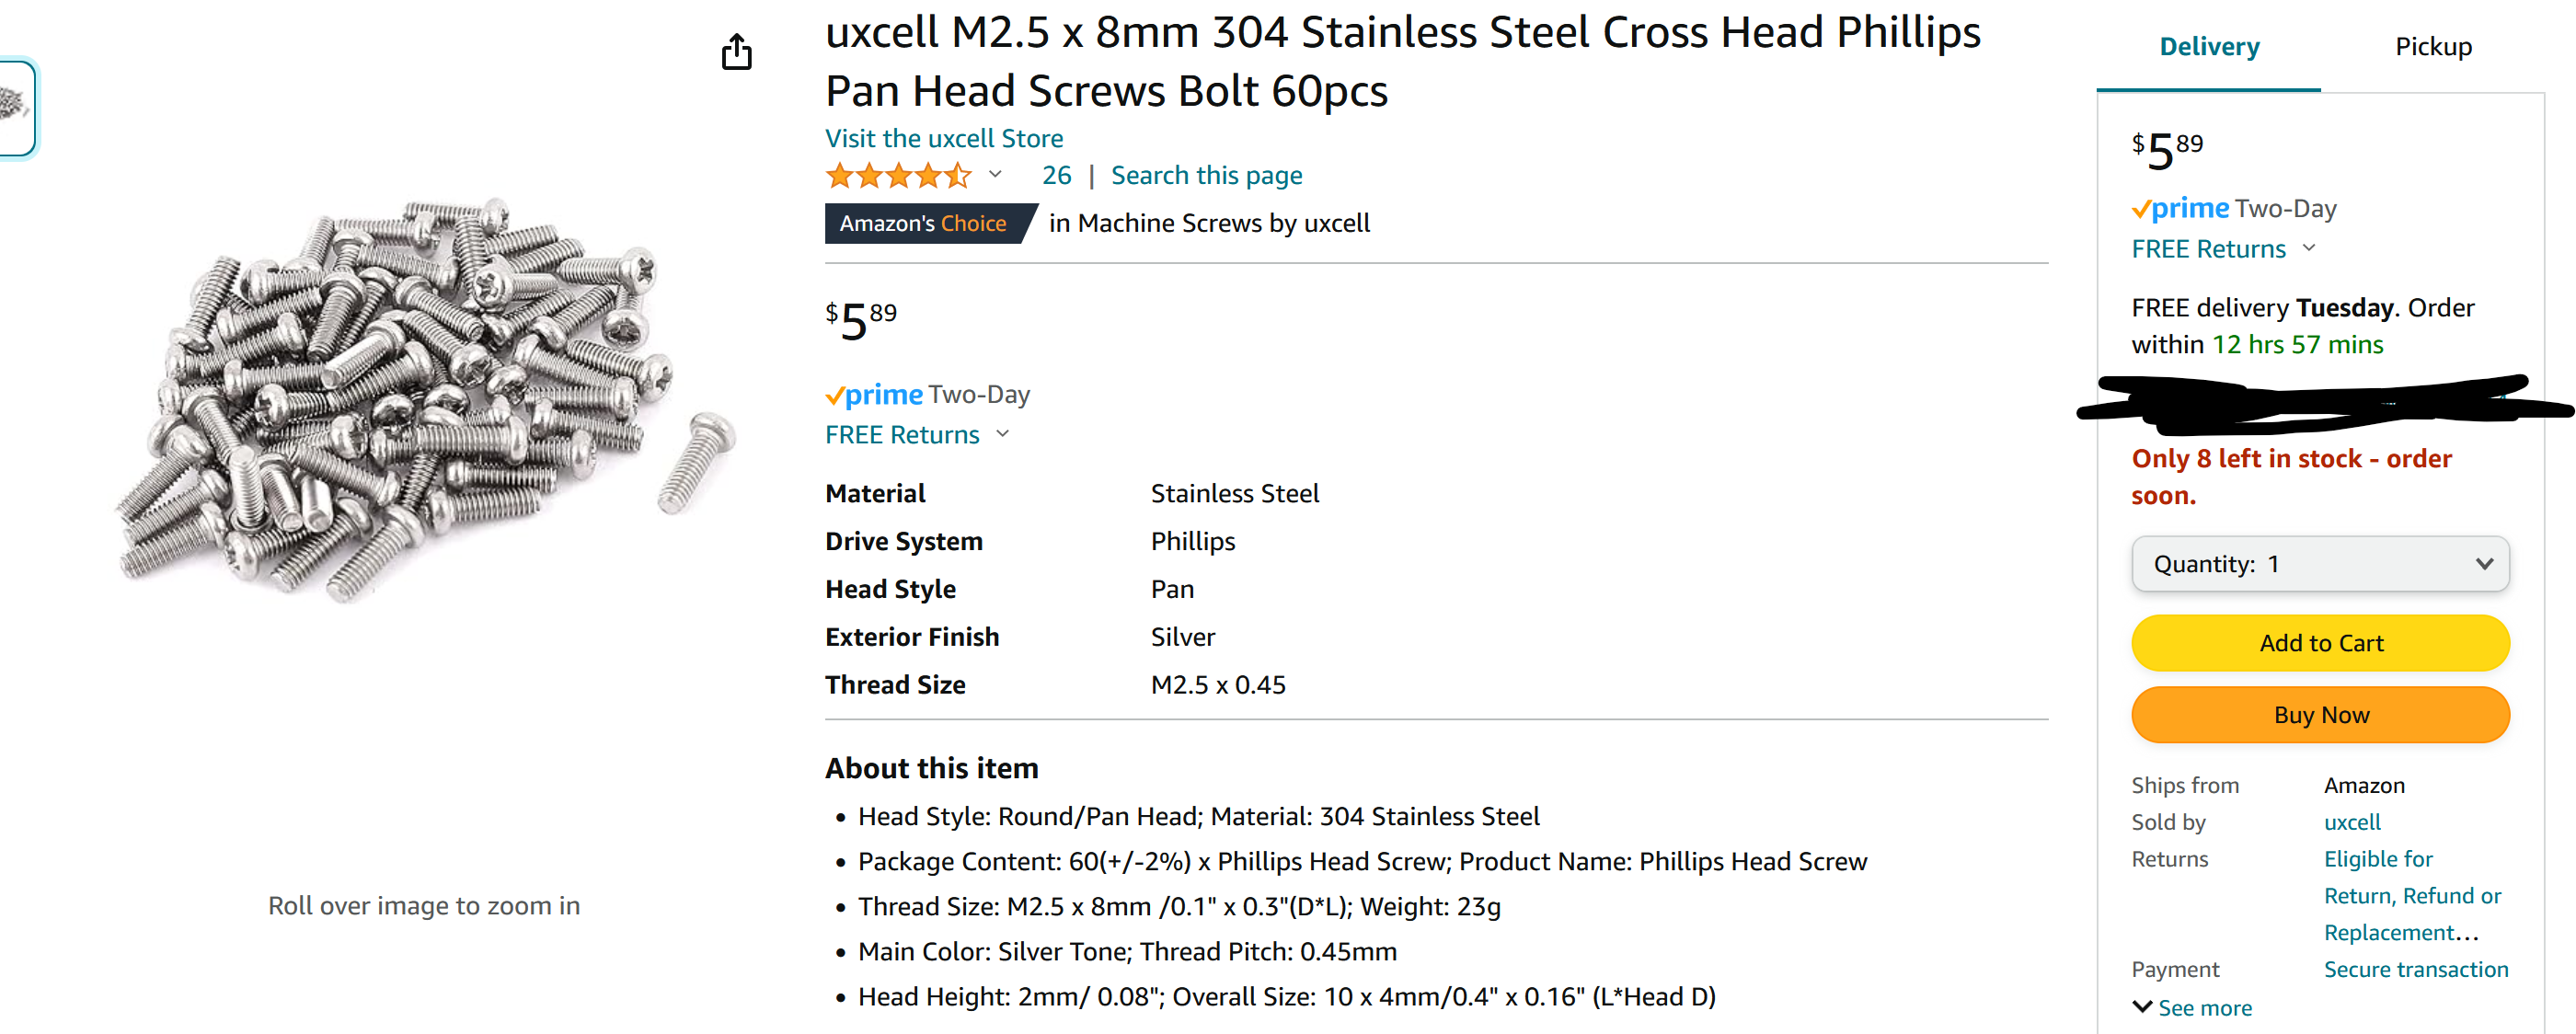 uxcell M2.5 x 8mm 304 Stainless Steel Cross Head Phillips
Pan Head Screws Bolt 60pcs
Visit the uxcell Store
26 | Search this page
Amazon's Choice in Machine Screws by uxcell
$5 89
prime Two-Day
FREE Returns
Material Stainless Steel
Drive System Phillips
Head Style Pan
Exterior Finish Silver
Thread Size M2.5 x 0.45
About this item
• Head Style: Round/Pan Head; Material: 304 Stainless Steel
• Package Content: 60(+/-2%) x Phillips Head Screw; Product Name: Phillips Head Screw
• Thread Size: M2.5 x 8mm /0.1" x 0.3"(D*L); Weight: 23g
• Main Color: Silver Tone; Thread Pitch: 0.45mm
• Head Height: 2mm/ 0.08"; Overall Size: 10 x 4mm/0.4" x 0.16" (L*Head D)
Roll over image to zoom in
Delivery Pickup
$5 89
prime Two-Day
FREE Returns
FREE delivery Tuesday. Order
within 12 hrs 57 mins
Only 8 left in stock - order
soon.
Quantity: 1
Add to Cart
Buy Now
Ships from Amazon
Sold by uxcell
Returns Eligible for
Return, Refund or
Replacement...
Payment Secure transaction
See more